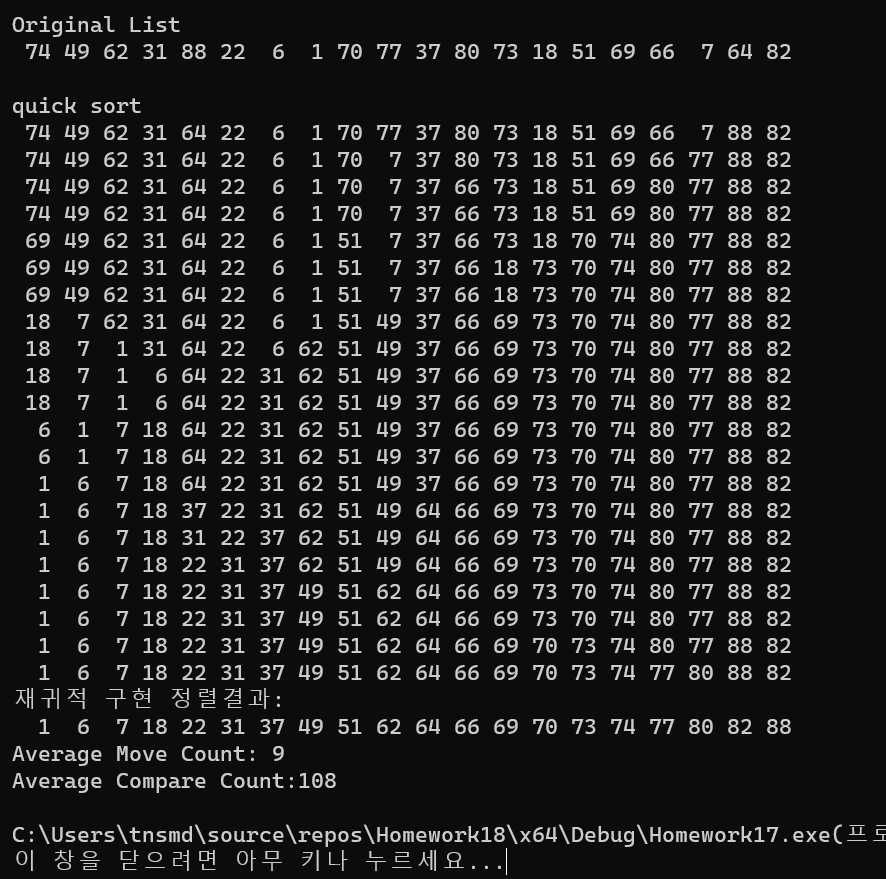 Original List
74 49 62 31 88 22 6 1 70 77 37 80 73 18 51 69 66 7 64 82
quick sort
74 49 62 31 64 22 6 1 70 77 37 80 73 18 51 69 66 7 88 82
74 49 62 31 64 22 6 1 70 7 37 80 73 18 51 69 66 77 88 82
74 49 62 31 64 22 6 1 70 7 37 66 73 18 51 69 80 77 88 82
74 49 62 31 64 22 6 1 70 7 37 66 73 18 51 69 80 77 88 82
69 49 62 31 64 22 6 1 51 7 37 66 73 18 70 74 80 77 88 82
69 49 62 31 64 22 6 1 51 7 37 66 18 73 70 74 80 77 88 82
69 49 62 31 64 22 6 1 51 7 37 66 18 73 70 74 80 77 88 82
18 7 62 31 64 22 6 1 51 49 37 66 69 73 70 74 80 77 88 82
18 7 1 31 64 22 6 62 51 49 37 66 69 73 70 74 80 77 88 82
18 7 1 6 64 22 31 62 51 49 37 66 69 73 70 74 80 77 88 82
18 7 1 6 64 22 31 62 51 49 37 66 69 73 70 74 80 77 88 82
6 1 7 18 64 22 31 62 51 49 37 66 69 73 70 74 80 77 88 82
6 1 7 18 64 22 31 62 51 49 37 66 69 73 70 74 80 77 88 82
1 6 7 18 64 22 31 62 51 49 37 66 69 73 70 74 80 77 88 82
1 6 7 18 37 22 31 62 51 49 64 66 69 73 70 74 80 77 88 82
1 6 7 18 31 22 37 62 51 49 64 66 69 73 70 74 80 77 88 82
1 6 7 18 22 31 37 62 51 49 64 66 69 73 70 74 80 77 88 82
1 6 7 18 22 31 37 49 51 62 64 66 69 73 70 74 80 77 88 82
1 6 7 18 22 31 37 49 51 62 64 66 69 73 70 74 80 77 88 82
1 6 7 18 22 31 37 49 51 62 64 66 69 70 73 74 80 77 88 82
1 6 7 18 22 31 37 49 51 62 64 66 69 70 73 74 77 80 88 82
재귀적 구현 정렬결과:
1 6 7 18 22 31 37 49 51 62 64 66 69 70 73 74 77 80 82 88
Average Move Count: 9
Average Compare Count:108
C:\Users\tnsmd\source\repos\Homework18\x64\Debug\Homework17.exe(프로
이 창을 닫으려면 아무 키나 누르세요...